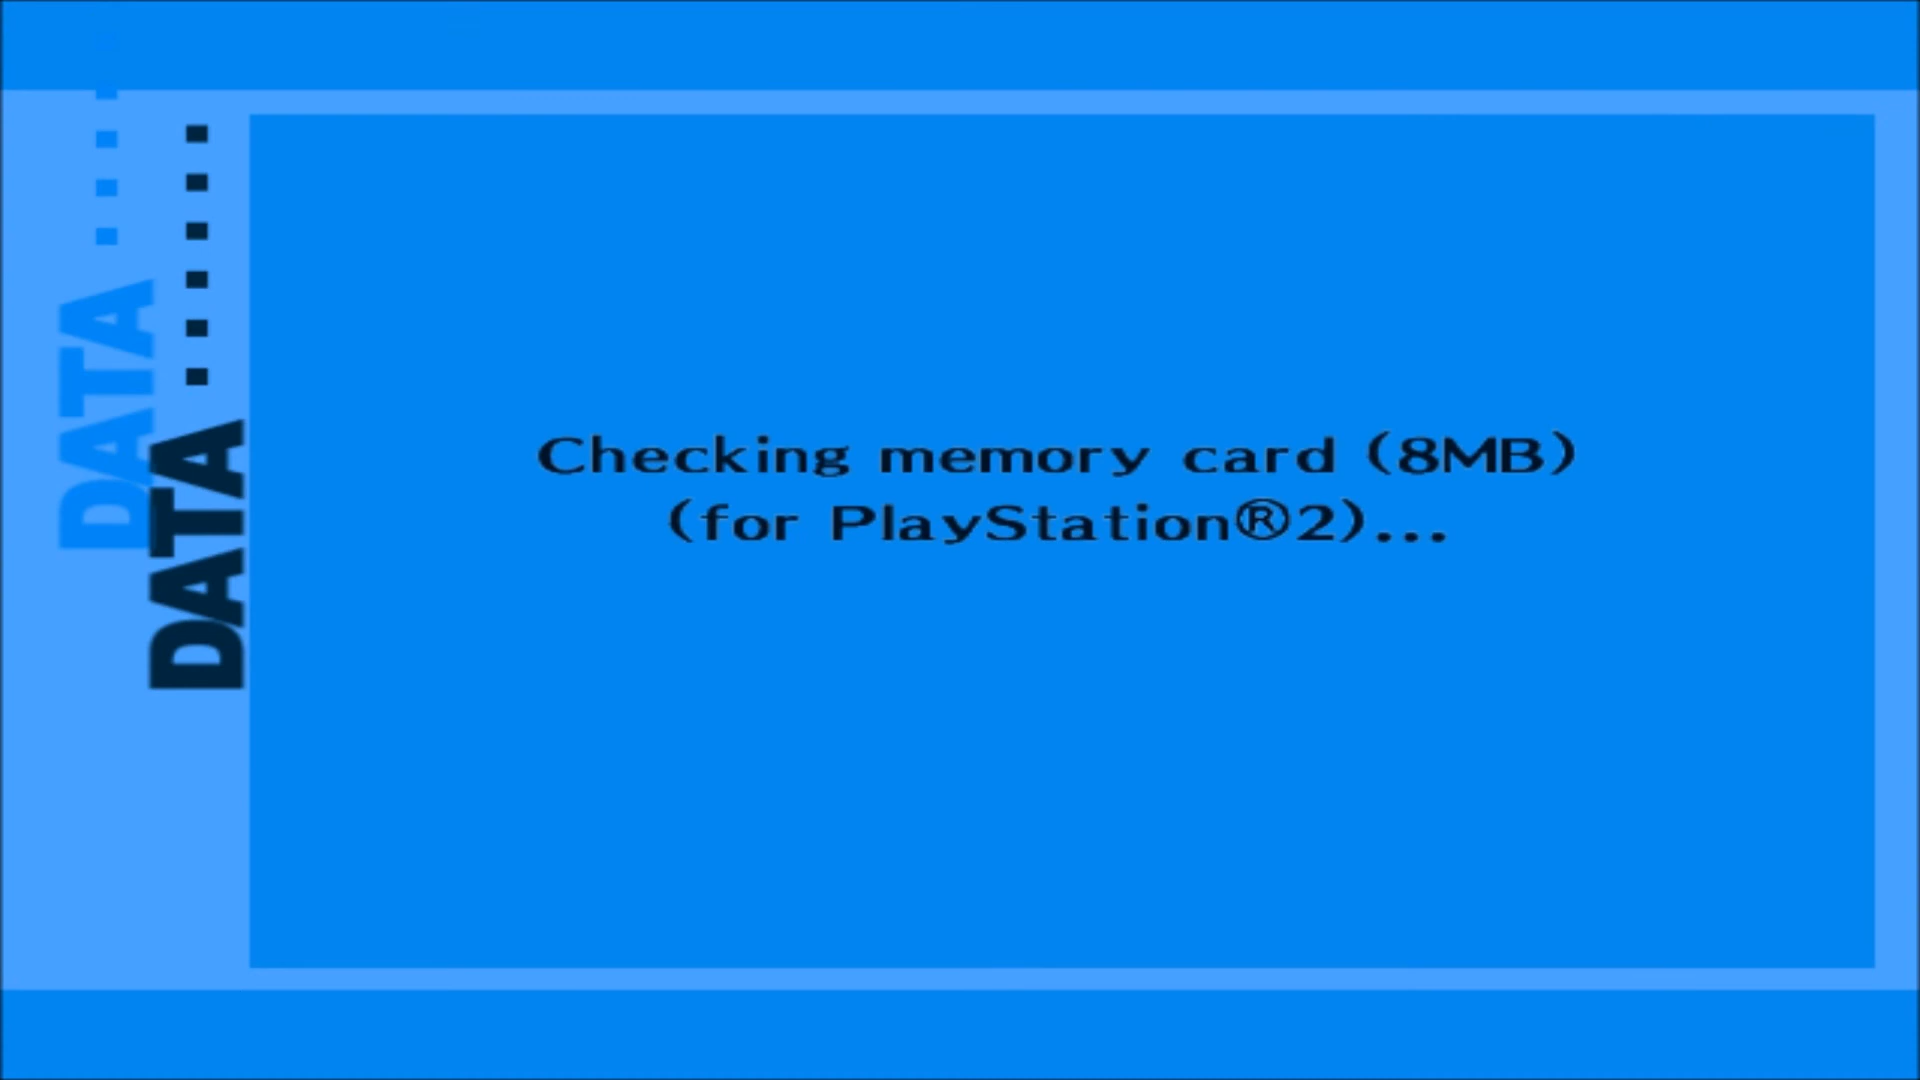 DATA......
DATA....
Checking memory card (8MB)
(for PlayStation®2)...